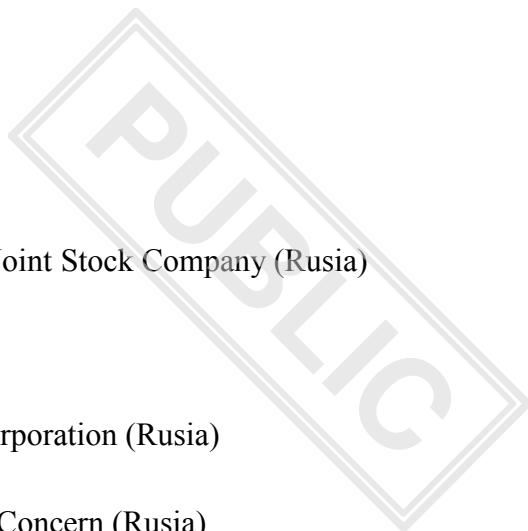 PUBLIC
Joint Stock Company (Rusia)
rporation (Rusia)
Concern (Rusia)